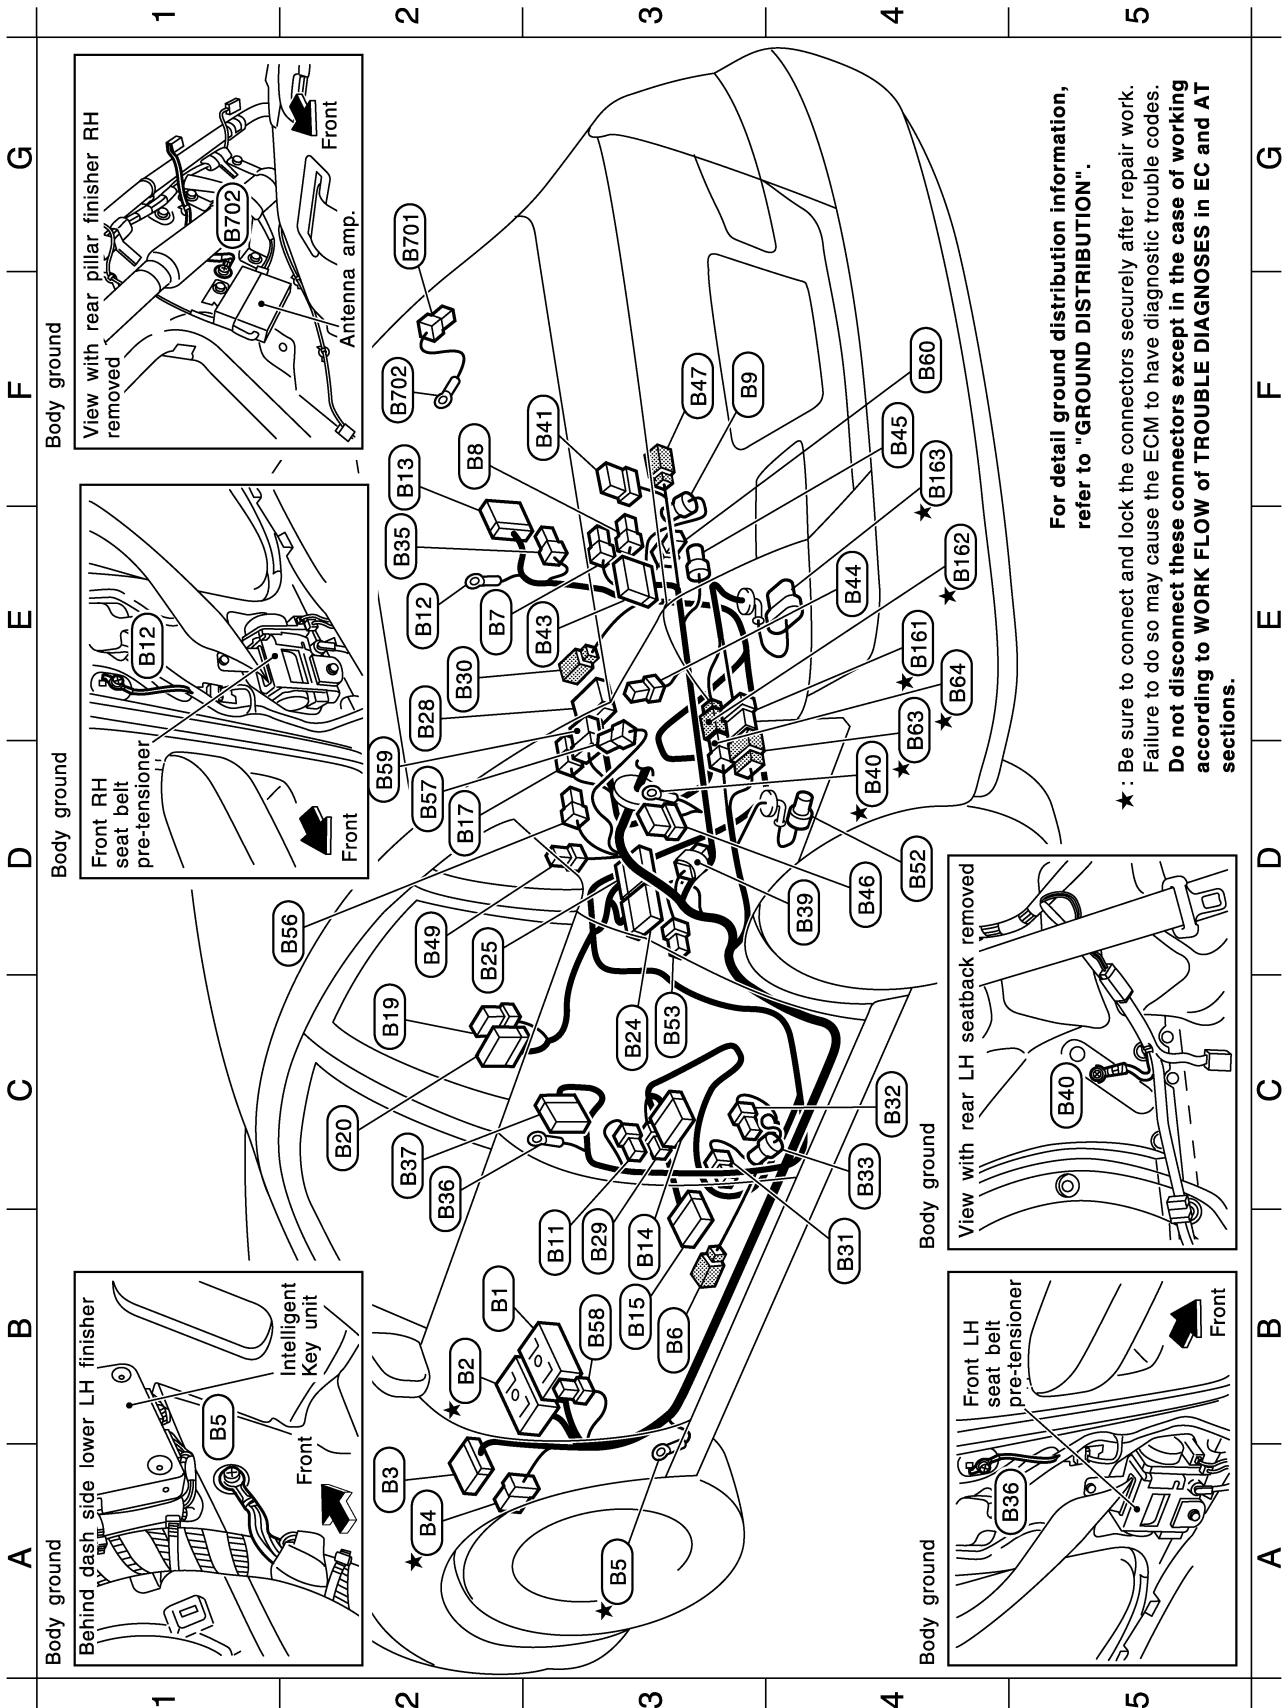 1
2
3
4
5
G
F
E
D
C
B
A
Body ground
View with rear pillar finisher RH
removed
B702
Antenna amp.
Front
Body ground
B12
Front RH
seat belt
pre-tensioner
Front
Body ground
Behind dash side lower LH finisher
B5
Intelligent
Key unit
Front
B701
B702
B13
B8
B41
B47
B9
B60
B45
★ B163
B35
B12
B7
B43
B30
B28
★ B162
B44
★ B161
★ B64
★ B63
★ B40
B59
B57
B17
B56
B49
B25
B52
B46
B39
B19
B24
B53
B20
B37
B36
B32
B33
B11
B29
B14
B31
B15
B6
B1
B58
★ B2
B3
★ B4
★ B5
For detail ground distribution information,
refer to "GROUND DISTRIBUTION".
★ : Be sure to connect and lock the connectors securely after repair work.
Failure to do so may cause the ECM to have diagnostic trouble codes.
Do not disconnect these connectors except in the case of working
according to WORK FLOW of TROUBLE DIAGNOSES in EC and AT
sections.
Body ground
View with rear LH seatback removed
B40
Body ground
Front LH
seat belt
pre-tensioner
B36
Front
1
2
3
4
5
G
F
E
D
C
B
A